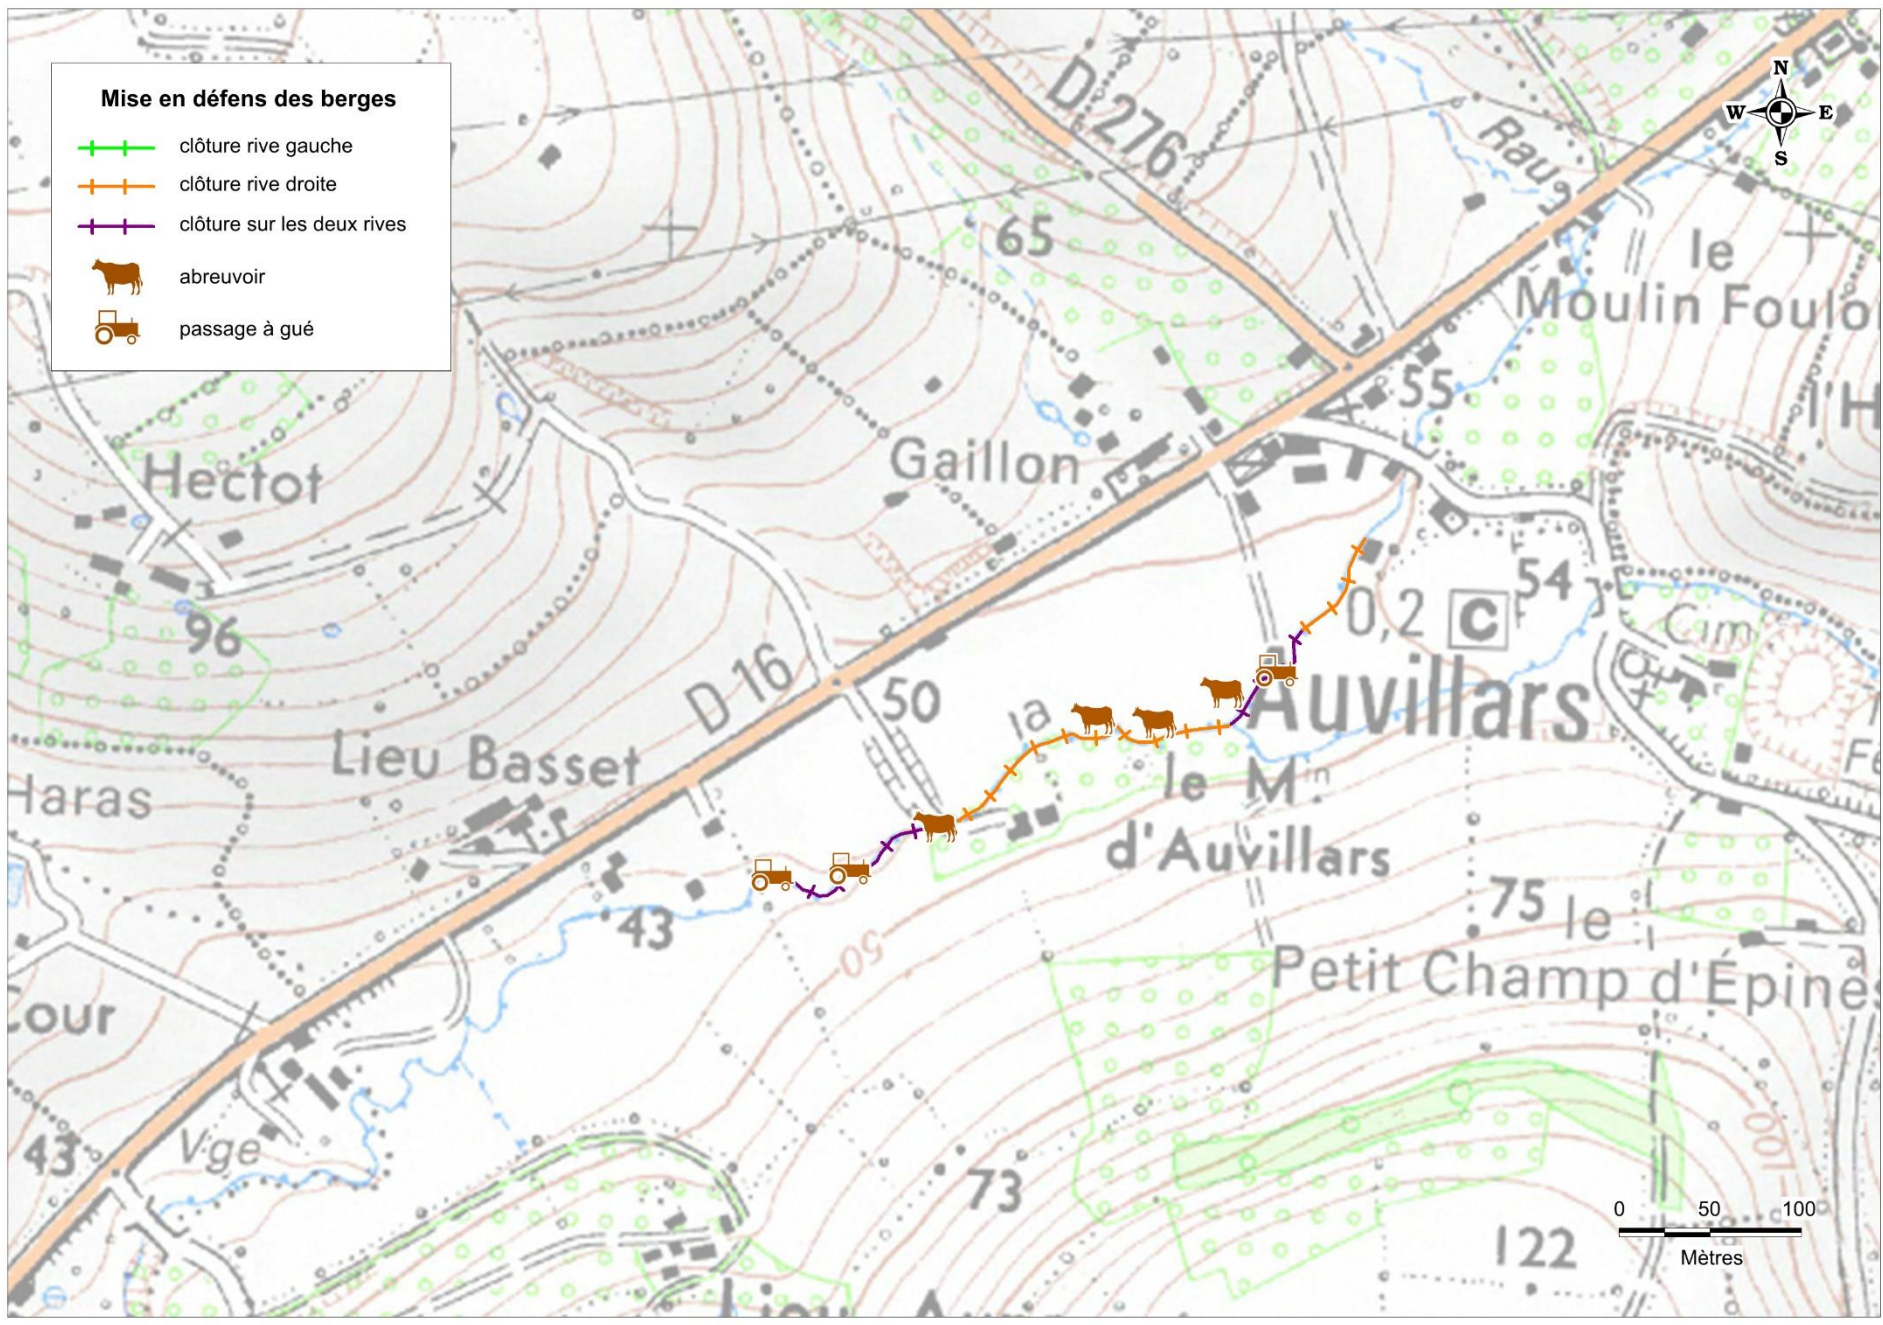 Mise en défens des berges
clôture rive gauche
clôture rive droite
clôture sur les deux rives
abreuvoir
passage à gué
N
W E
S
D 276
Rau
65
le
Moulin Foulo
l'H
55
Gaillon
Hectot
96
54
0,2 C
Cim
D 16
50
la
Auvillars
Lieu Basset
Haras
le Min
d'Auvillars
43
50
75
le
Petit Champ d'Épine
Cour
Vge
43
73
100
122
0 50 100
Mètres